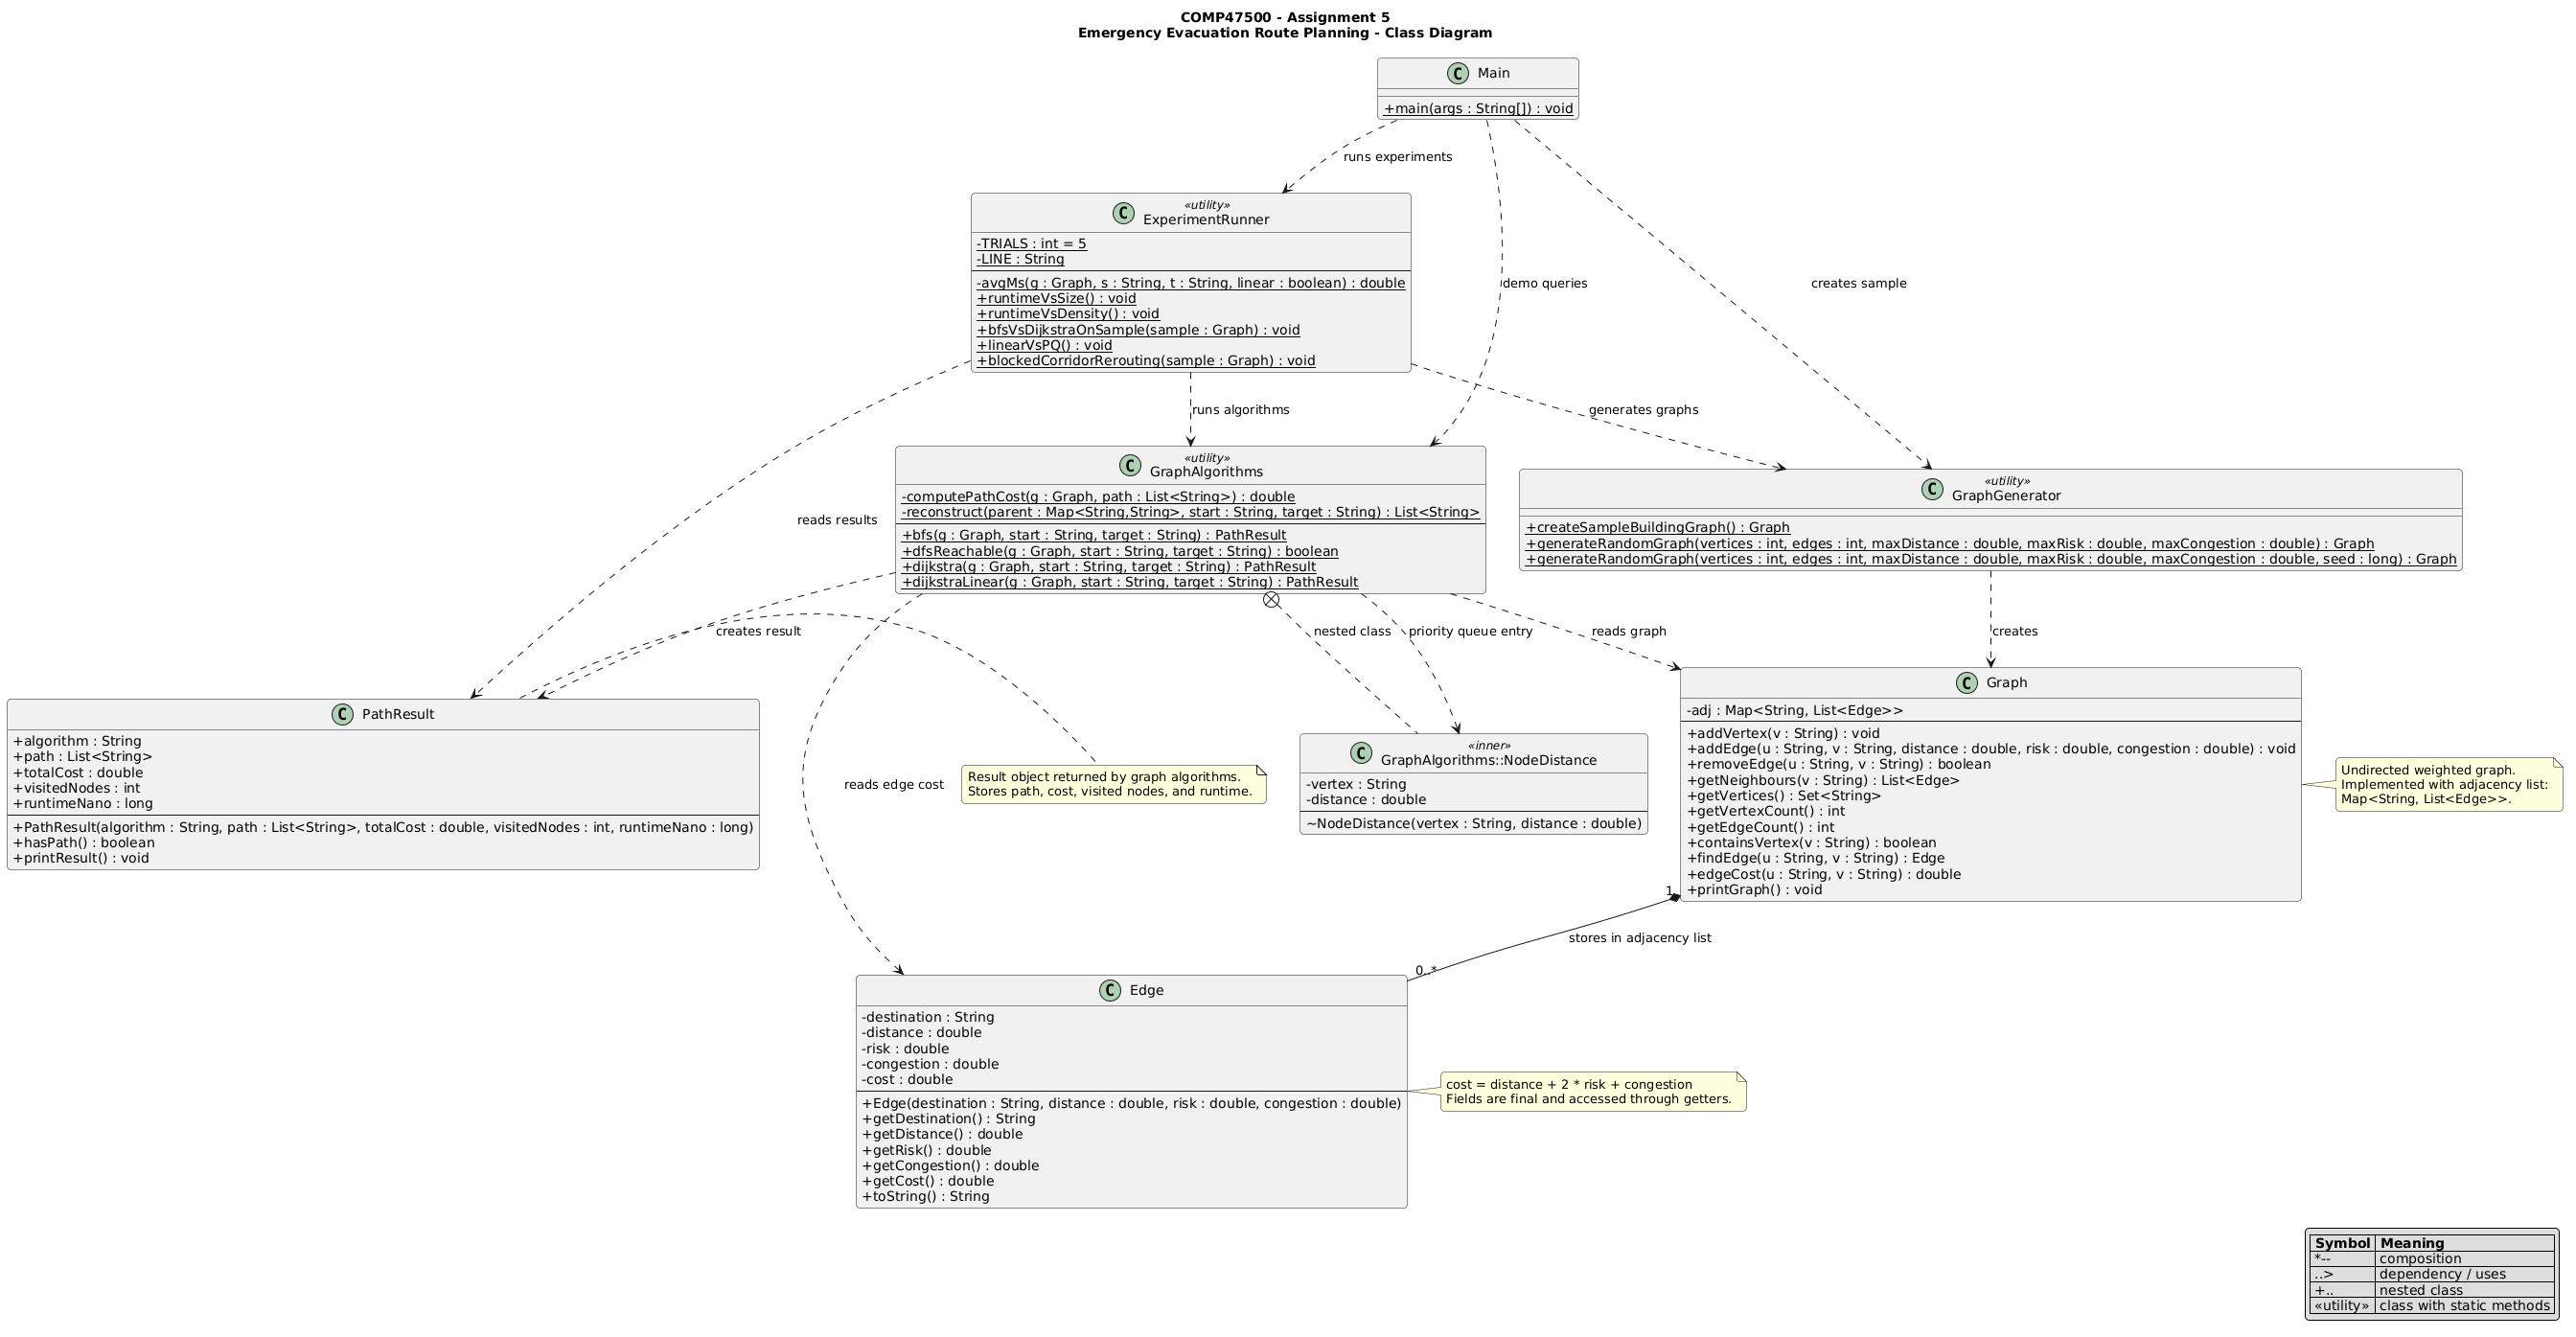 COMP47500 - Assignment 5
Emergency Evacuation Route Planning - Class Diagram
C Main
+main(args : String[]) : void
runs experiments
demo queries
creates sample
«utility»
C ExperimentRunner
-TRIALS : int = 5
-LINE : String
-avgMs(g : Graph, s : String, t : String, linear : boolean) : double
+runtimeVsSize() : void
+runtimeVsDensity() : void
+bfsVsDijkstraOnSample(sample : Graph) : void
+linearVsPQ() : void
+blockedCorridorRerouting(sample : Graph) : void
reads results
runs algorithms
generates graphs
«utility»
C GraphAlgorithms
-computePathCost(g : Graph, path : List<String>) : double
-reconstruct(parent : Map<String,String>, start : String, target : String) : List<String>
+bfs(g : Graph, start : String, target : String) : PathResult
+dfsReachable(g : Graph, start : String, target : String) : boolean
+dijkstra(g : Graph, start : String, target : String) : PathResult
+dijkstraLinear(g : Graph, start : String, target : String) : PathResult
«utility»
C GraphGenerator
+createSampleBuildingGraph() : Graph
+generateRandomGraph(vertices : int, edges : int, maxDistance : double, maxRisk : double, maxCongestion : double) : Graph
+generateRandomGraph(vertices : int, edges : int, maxDistance : double, maxRisk : double, maxCongestion : double, seed : long) : Graph
creates result
nested class
priority queue entry
reads graph
creates
C PathResult
+algorithm : String
+path : List<String>
+totalCost : double
+visitedNodes : int
+runtimeNano : long
+PathResult(algorithm : String, path : List<String>, totalCost : double, visitedNodes : int, runtimeNano : long)
+hasPath() : boolean
+printResult() : void
reads edge cost
Result object returned by graph algorithms.
Stores path, cost, visited nodes, and runtime.
«inner»
C GraphAlgorithms::NodeDistance
-vertex : String
-distance : double
~NodeDistance(vertex : String, distance : double)
C Graph
-adj : Map<String, List<Edge>>
+addVertex(v : String) : void
+addEdge(u : String, v : String, distance : double, risk : double, congestion : double) : void
+removeEdge(u : String, v : String) : boolean
+getNeighbours(v : String) : List<Edge>
+getVertices() : Set<String>
+getVertexCount() : int
+getEdgeCount() : int
+containsVertex(v : String) : boolean
+findEdge(u : String, v : String) : Edge
+edgeCost(u : String, v : String) : double
+printGraph() : void
Undirected weighted graph.
Implemented with adjacency list:
Map<String, List<Edge>>.
1
stores in adjacency list
0..*
C Edge
-destination : String
-distance : double
-risk : double
-congestion : double
-cost : double
+Edge(destination : String, distance : double, risk : double, congestion : double)
+getDestination() : String
+getDistance() : double
+getRisk() : double
+getCongestion() : double
+getCost() : double
+toString() : String
cost = distance + 2 * risk + congestion
Fields are final and accessed through getters.
Symbol Meaning
*-- composition
..> dependency / uses
+.. nested class
«utility» class with static methods